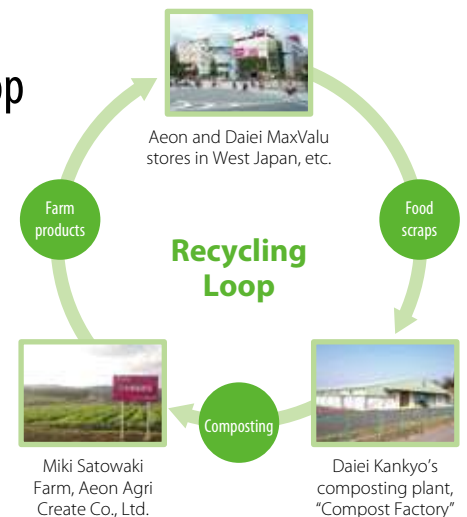 op
Aeon and Daiei MaxValu
stores in West Japan, etc.
Farm
products
Food
scraps
Recycling
Loop
Composting
Miki Satowaki
Farm, Aeon Agri
Create Co., Ltd.
Daiei Kankyo's
composting plant,
"Compost Factory"